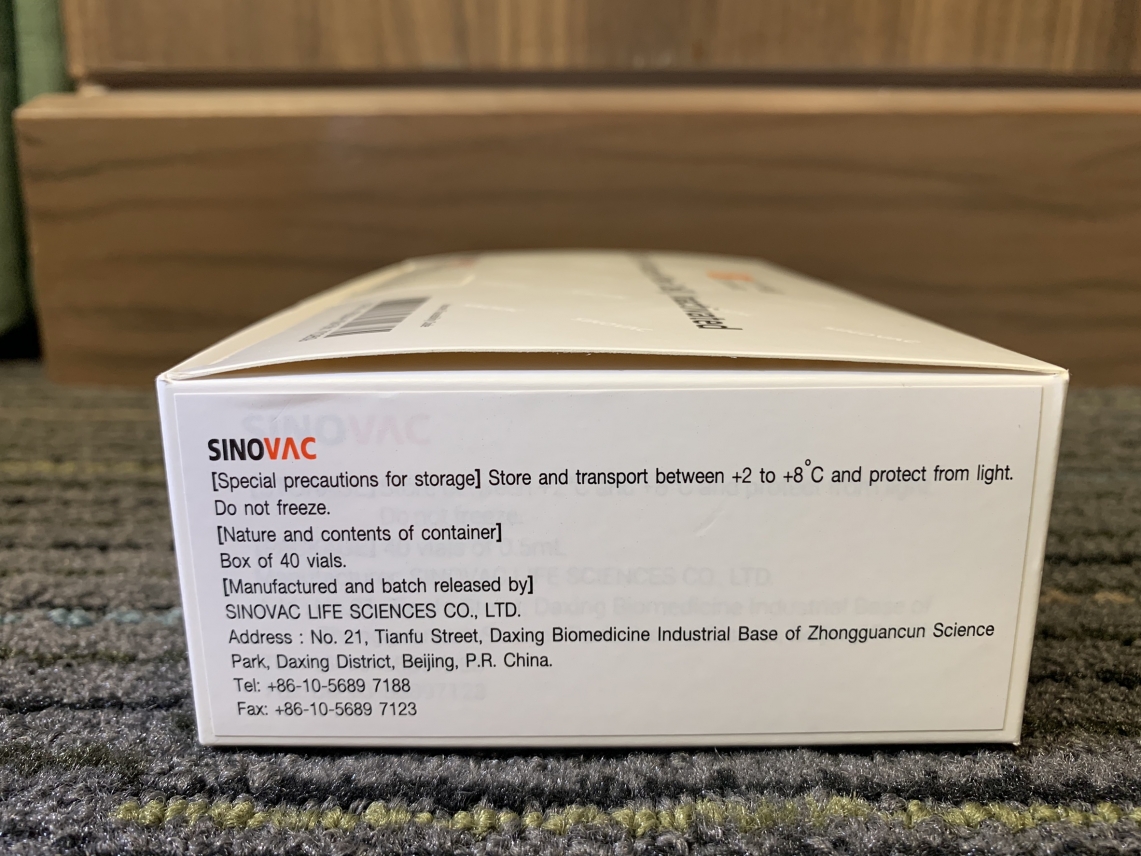 Inactivated
SINOVAC
[Special precautions for storage] Store and transport between +2 to +8°C and protect from light.
Do not freeze.
[Nature and contents of container]
Box of 40 vials.
[Manufactured and batch released by]
SINOVAC LIFE SCIENCES CO., LTD.
Address : No. 21, Tianfu Street, Daxing Biomedicine Industrial Base of Zhongguancun Science
Park, Daxing District, Beijing, P.R. China.
Tel: +86-10-5689 7188
Fax: +86-10-5689 7123